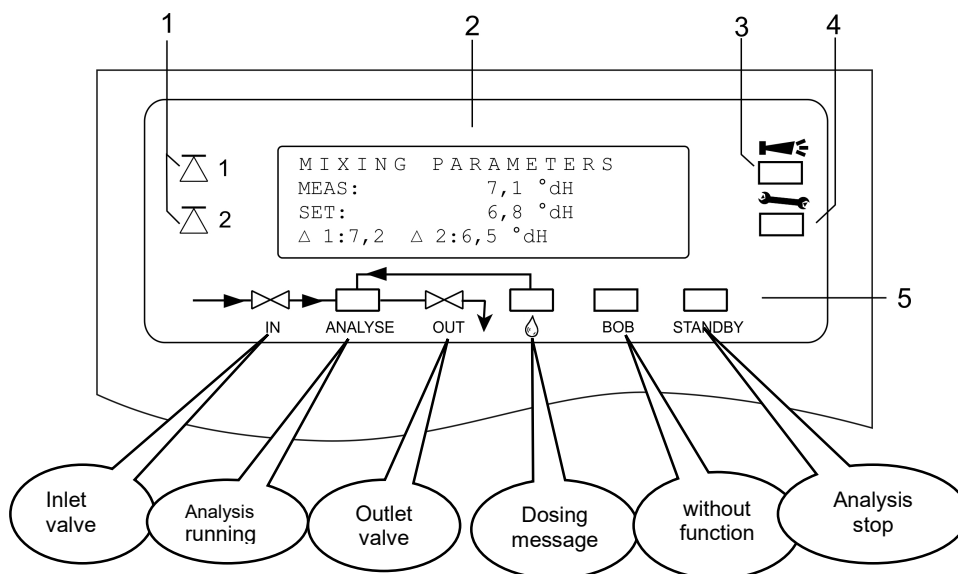 1
2
3
4
1
2
MIXING PARAMETERS
MEAS: 7,1 °dH
SET: 6,8 °dH
△ 1:7,2 △ 2:6,5 °dH
5
IN
ANALYSE
OUT
BOB
STANDBY
Inlet
valve
Analysis
running
Outlet
valve
Dosing
message
without
function
Analysis
stop